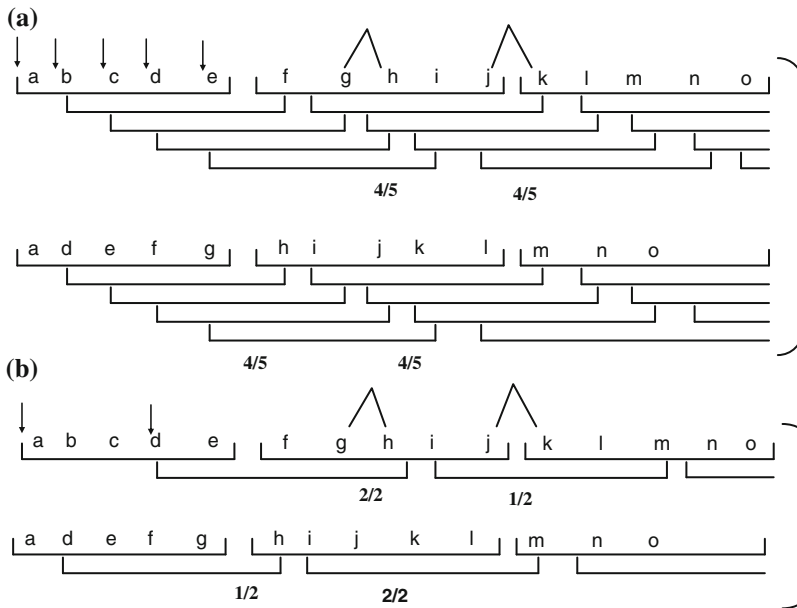 (a)
a b c d e f g h i j k l m n o
4/5 4/5
a d e f g h i j k l m n o
4/5 4/5
(b)
a b c d e f g h i j k l m n o
2/2 1/2
a d e f g h i j k l m n o
1/2 2/2